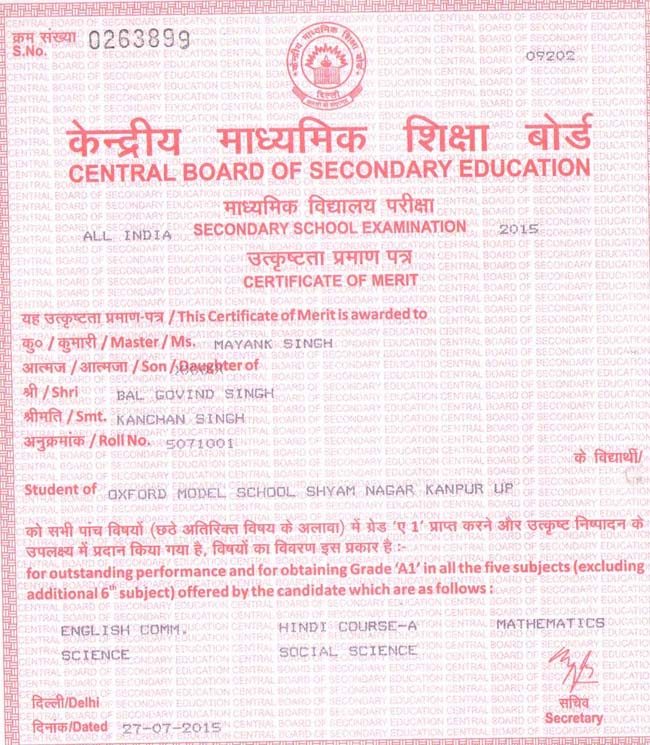 क्रम संख्या 0263899
S.No.
09202
केन्द्रीय माध्यमिक शिक्षा बोर्ड
दिल्ली
केन्द्रीय माध्यमिक शिक्षा बोर्ड
CENTRAL BOARD OF SECONDARY EDUCATION
माध्यमिक विद्यालय परीक्षा
ALL INDIA SECONDARY SCHOOL EXAMINATION 2015
उत्कृष्टता प्रमाण पत्र
CERTIFICATE OF MERIT
यह उत्कृष्टता प्रमाण-पत्र / This Certificate of Merit is awarded to
कु० / कुमारी / Master / Ms. MAYANK SINGH
आत्मज / आत्मजा / Son / Daughter of
श्री / Shri BAL GOVIND SINGH
श्रीमति / Smt. KANCHAN SINGH
अनुक्रमांक / Roll No. 5071001
के विद्यार्थी/
Student of OXFORD MODEL SCHOOL SHYAM NAGAR KANPUR UP
को सभी पांच विषयों (छठे अतिरिक्त विषय के अलावा) में ग्रेड 'ए 1' प्राप्त करने और उत्कृष्ट निष्पादन के
उपलक्ष्य में प्रदान किया गया है, विषयों का विवरण इस प्रकार है :-
for outstanding performance and for obtaining Grade 'A1' in all the five subjects (excluding
additional 6th subject) offered by the candidate which are as follows :
ENGLISH COMM. HINDI COURSE-A MATHEMATICS
SCIENCE SOCIAL SCIENCE
दिल्ली/Delhi
सचिव
दिनांक/Dated 27-07-2015
Secretary